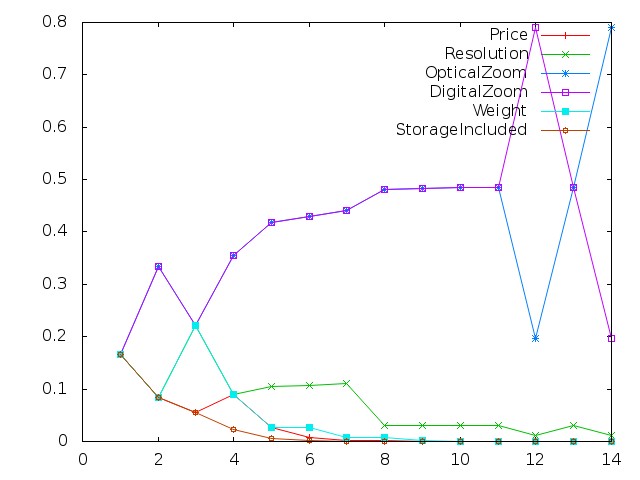 0.8
0.7
0.6
0.5
0.4
0.3
0.2
0.1
0
0 2 4 6 8 10 12 14
Price
Resolution
OpticalZoom
DigitalZoom
Weight
StorageIncluded